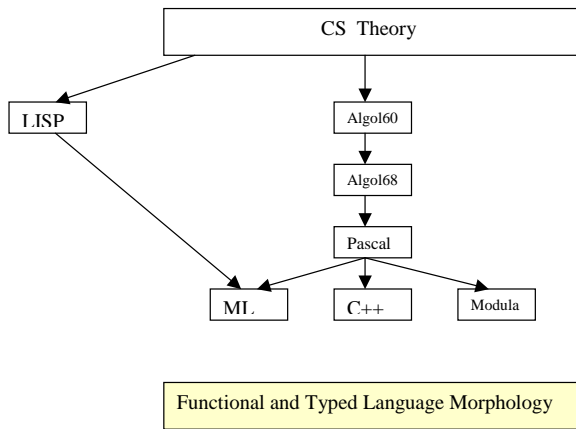 CS Theory
LISP
Algol60
Algol68
Pascal
ML
C++
Modula
Functional and Typed Language Morphology